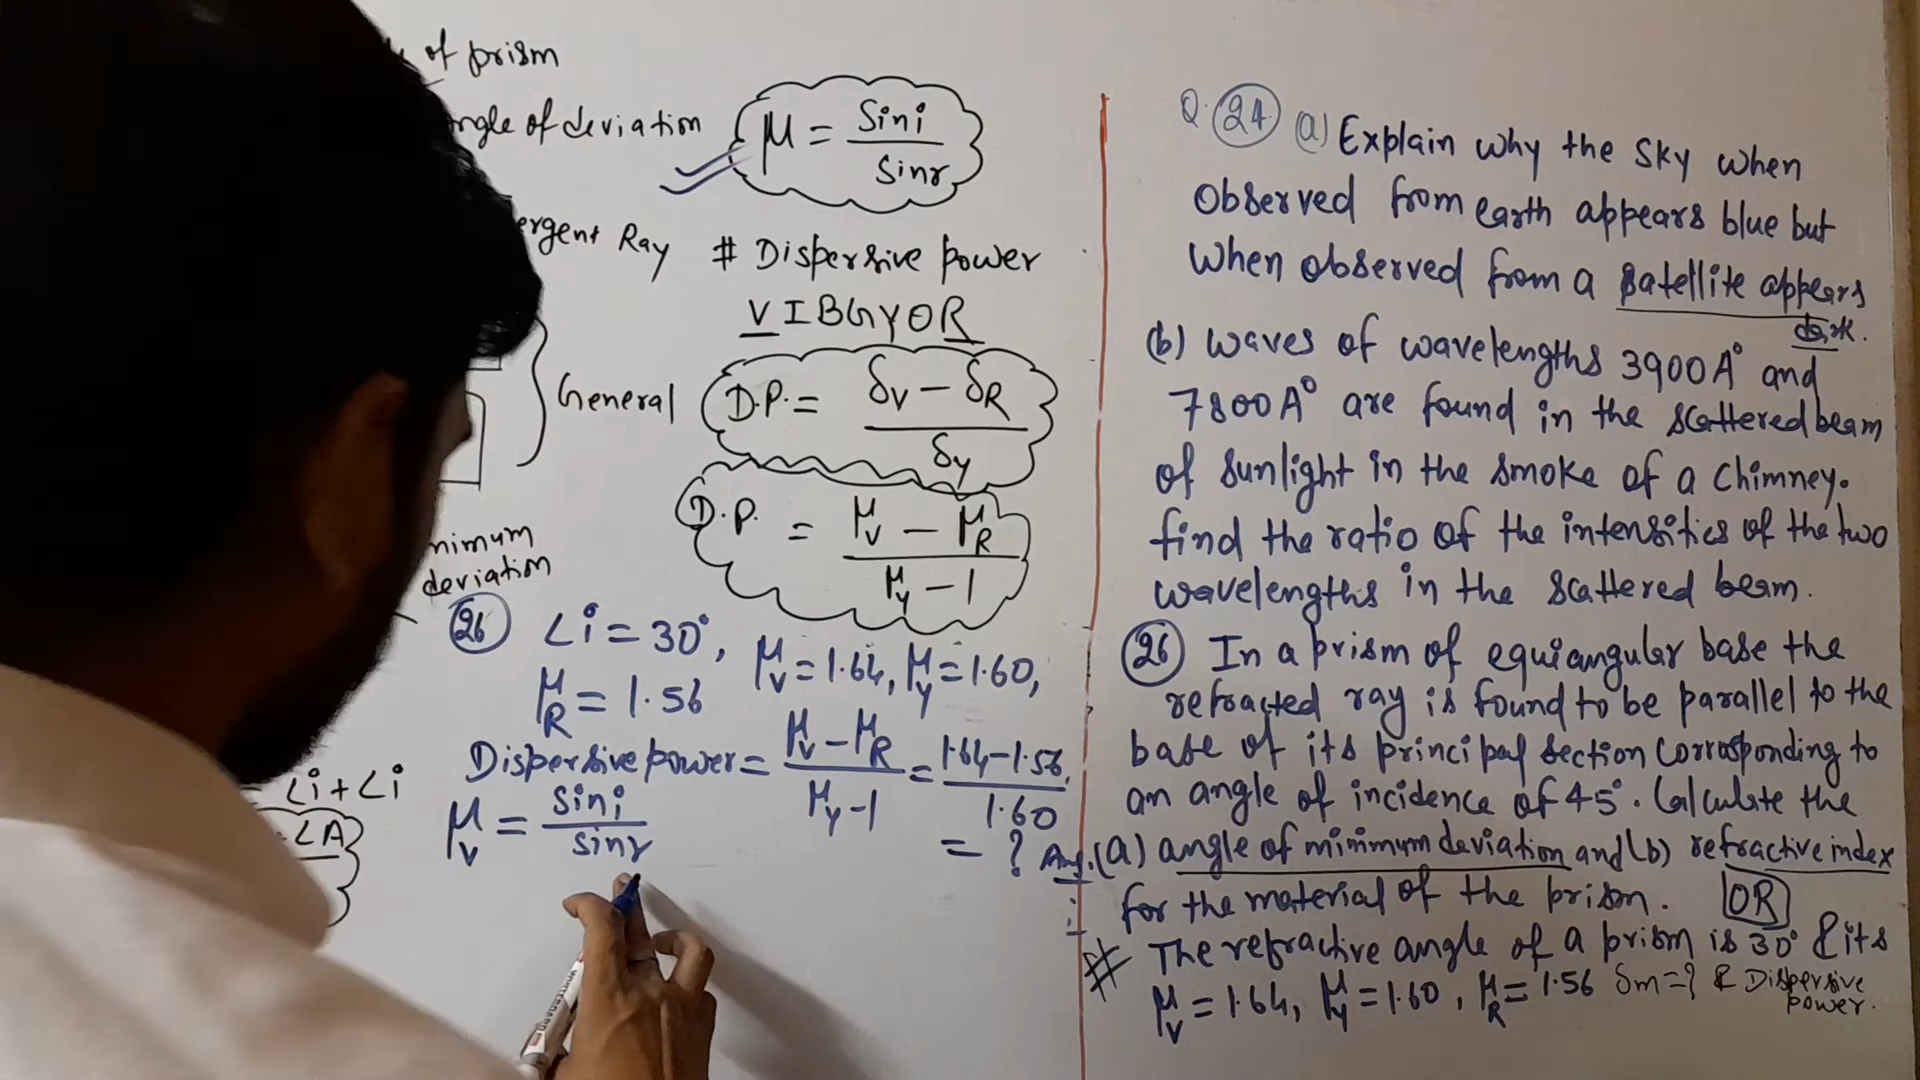 of prism
angle of deviation
μ = Sini / Sinr
ergent Ray
# Dispersive power
VIBGYOR
General
D.P. = δV - δR / δy
D.P. = μV - μR / μy - 1
nimum
deviation
(26) ∠i = 30°, μV = 1.64, μy = 1.60,
μR = 1.56
Dispersive power = μV - μR / μy - 1 = 1.64 - 1.56 / 1.60
= ?
μV = sini / sinr
∠i + ∠i
∠A
Q. (24) (a) Explain why the sky when
observed from earth appears blue but
when observed from a satellite appears
dark.
(b) waves of wavelengths 3900 A° and
7800 A° are found in the scattered beam
of sunlight in the smoke of a chimney.
find the ratio of the intensities of the two
wavelengths in the scattered beam.
(26) In a prism of equiangular base the
refracted ray is found to be parallel to the
base of its principal section corrosponding to
an angle of incidence of 45°. Calculate the
Ans. (a) angle of minimum deviation and (b) refractive index
for the material of the prism. OR
# The refractive angle of a prism is 30° & its
μV = 1.64, μy = 1.60, μR = 1.56 δm = ? & Dispersive
power.